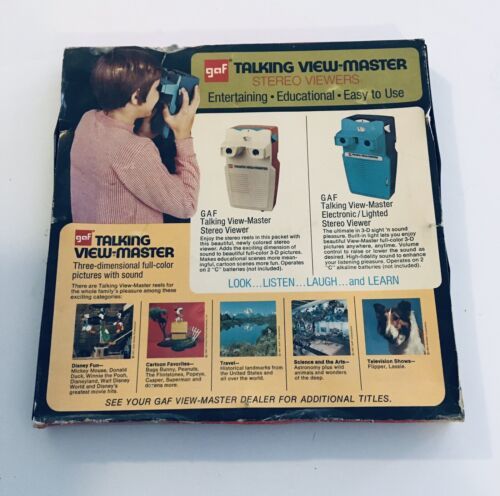 gaf TALKING VIEW-MASTER
STEREO VIEWERS
Entertaining • Educational • Easy to Use
GAF
Talking View-Master
Stereo Viewer
Enjoy the stereo reels in this packet with
this beautiful, newly colored stereo
viewer. Adds the exciting dimension of
sound to beautiful full-color 3-D pictures.
Makes educational scenes more mean-
ingful, cartoon scenes more fun. Operates
on 2 "C" batteries (not included).
GAF
Talking View-Master
Electronic/Lighted
Stereo Viewer
The ultimate in 3-D sight 'n sound
pleasure. Built-in light lets you enjoy
beautiful View-Master full-color 3-D
pictures anywhere, anytime. Volume
control to raise or lower the sound as
desired. High-fidelity sound to enhance
your listening pleasure. Operates on 2
"C" alkaline batteries (not included).
LOOK...LISTEN...LAUGH...and LEARN
gaf TALKING
VIEW-MASTER
Three-dimensional full-color
pictures with sound
There are Talking View-Master reels for
the whole family's pleasure among these
exciting categories:
Disney Fun—
Mickey Mouse, Donald
Duck, Winnie the Pooh,
Disneyland, Walt Disney
World and Disney's
greatest movie hits.
Cartoon Favorites—
Bugs Bunny, Peanuts,
The Flintstones, Popeye,
Casper, Superman and
dozens more.
Travel—
Historical landmarks from
the United States and
all over the world.
Science and the Arts—
Astronomy plus wild
animals and wonders
of the deep.
Television Shows—
Flipper, Lassie.
SEE YOUR GAF VIEW-MASTER DEALER FOR ADDITIONAL TITLES.